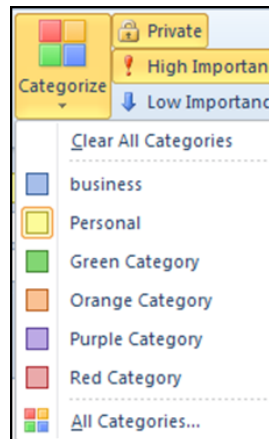 Private
High Importan
Categorize
Low Importanc
Clear All Categories
business
Personal
Green Category
Orange Category
Purple Category
Red Category
All Categories...